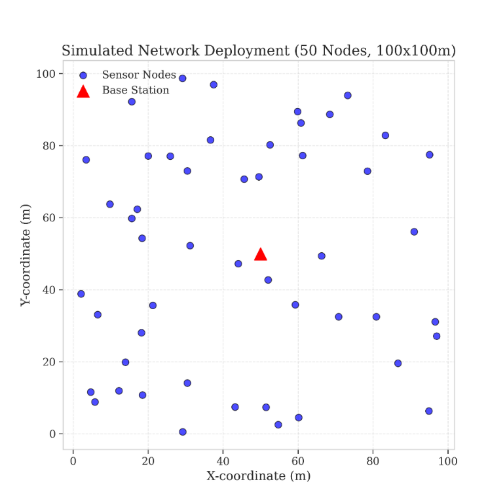 Simulated Network Deployment (50 Nodes, 100x100m)
Sensor Nodes
Base Station
Y-coordinate (m)
100
80
60
40
20
0
0 20 40 60 80 100
X-coordinate (m)